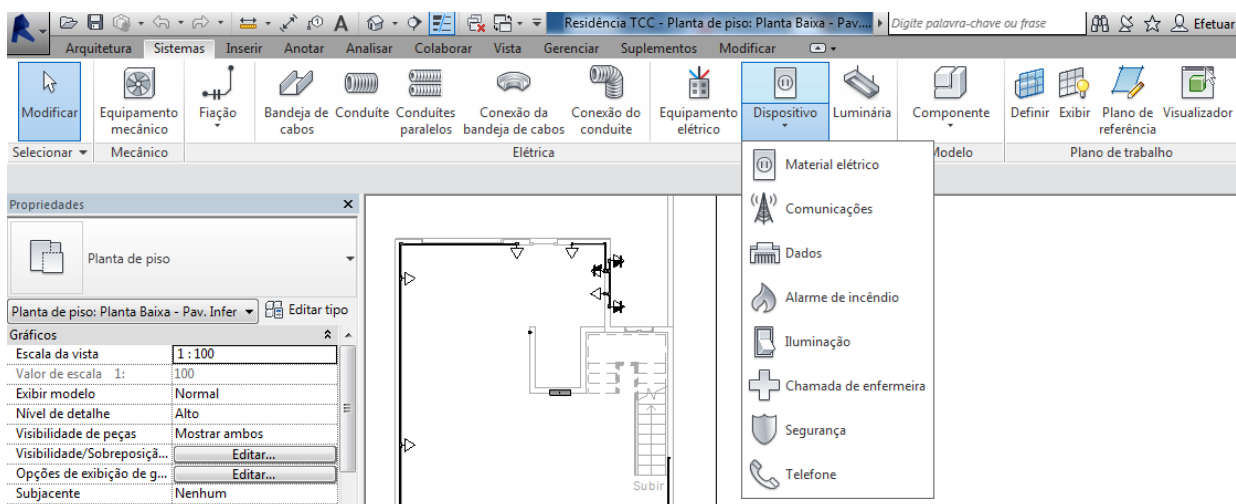 Residência TCC - Planta de piso: Planta Baixa - Pav.... Digite palavra-chave ou frase Efetuar
Arquitetura Sistemas Inserir Anotar Analisar Colaborar Vista Gerenciar Suplementos Modificar
Modificar
Equipamento mecânico
Fiação
Bandeja de cabos
Conduíte
Conduítes paralelos
Conexão da bandeja de cabos
Conexão do conduite
Equipamento elétrico
Dispositivo
Luminária
Componente
Definir
Exibir
Plano de referência
Visualizador
Selecionar Mecânico Elétrica Modelo Plano de trabalho
Material elétrico
Comunicações
Dados
Alarme de incêndio
Iluminação
Chamada de enfermeira
Segurança
Telefone
Propriedades x
Planta de piso
Planta de piso: Planta Baixa - Pav. Infer Editar tipo
Gráficos
Escala da vista 1 : 100
Valor de escala 1: 100
Exibir modelo Normal
Nível de detalhe Alto
Visibilidade de peças Mostrar ambos
Visibilidade/Sobreposiçã... Editar...
Opções de exibição de g... Editar...
Subjacente Nenhum
Subir